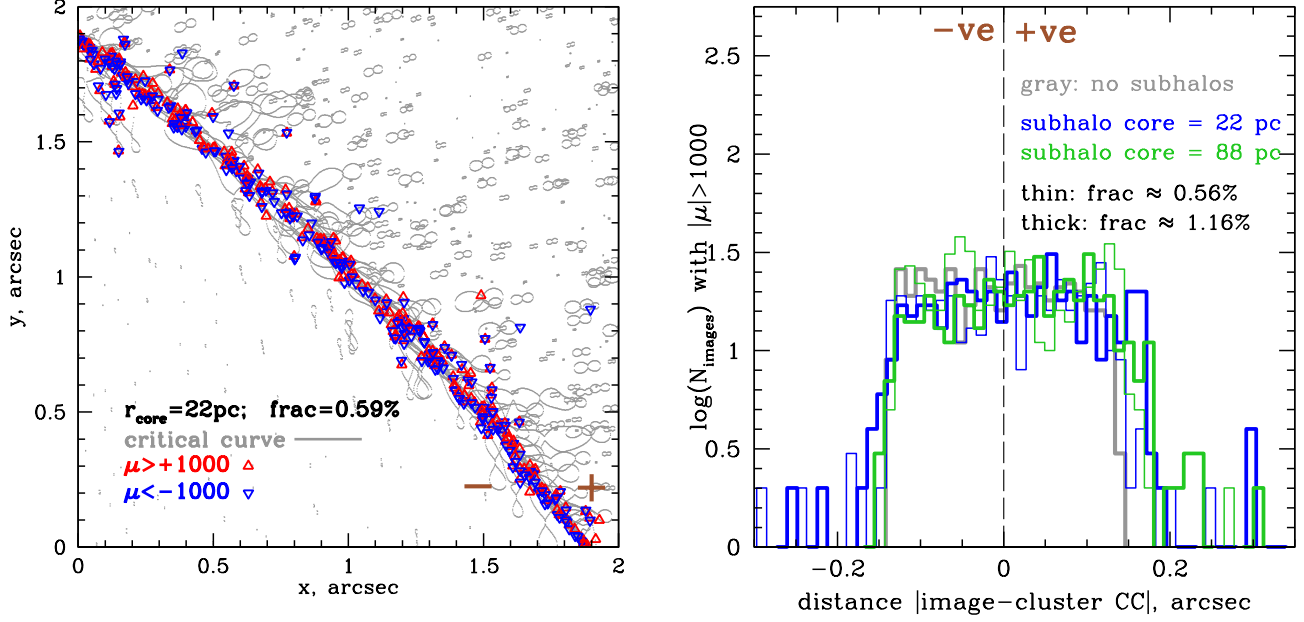 2
1.5
1
0.5
0
y, arcsec
r_core=22pc; frac=0.59%
critical curve
μ>+1000
μ<−1000
− +
0 0.5 1 1.5 2
x, arcsec
−ve +ve
gray: no subhalos
subhalo core = 22 pc
subhalo core = 88 pc
thin: frac ≈ 0.56%
thick: frac ≈ 1.16%
2.5
2
1.5
1
0.5
0
log(N_images) with |μ|>1000
−0.2 0 0.2
distance |image−cluster CC|, arcsec